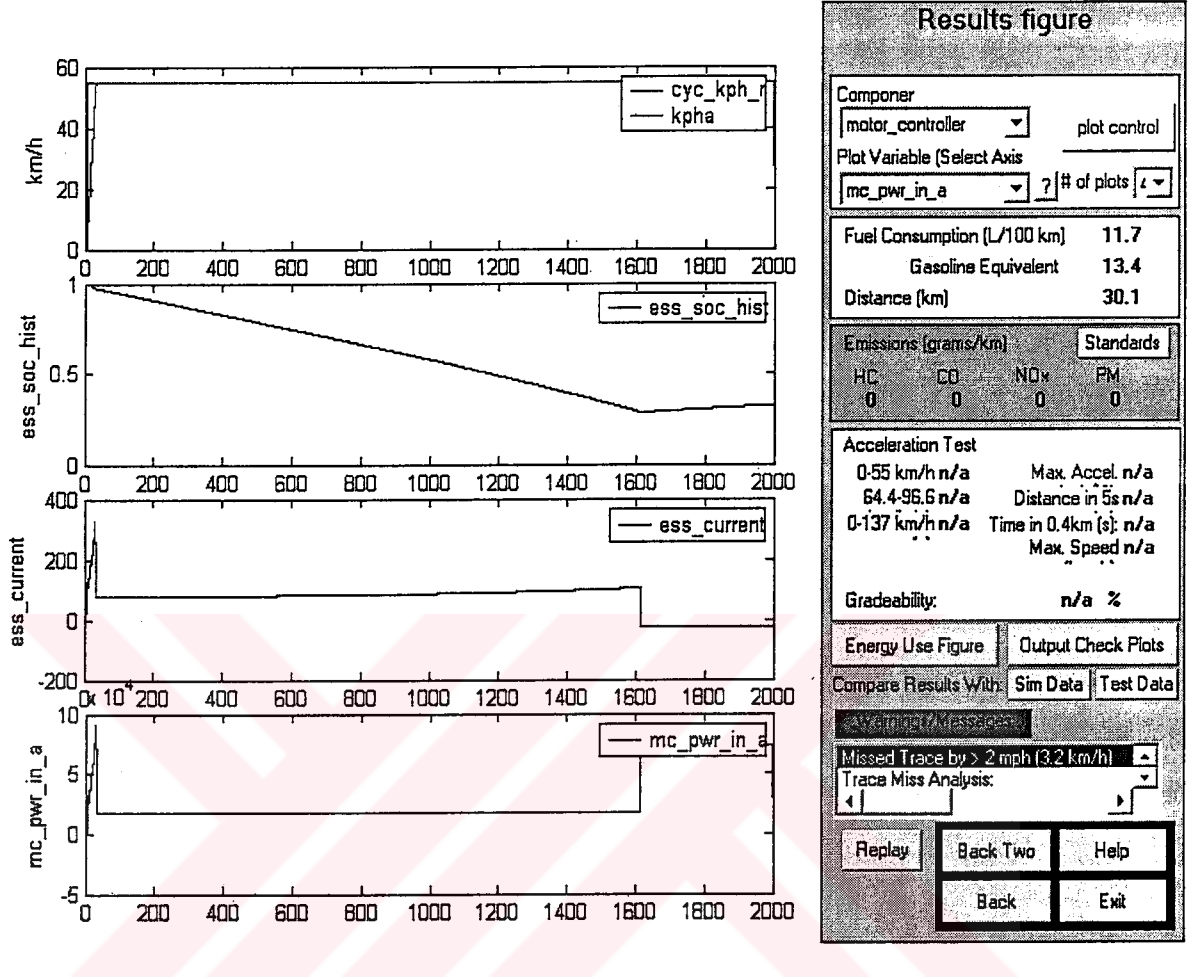 60
40
20
0
km/h
cyc_kph_r
kpha
0 200 400 600 800 1000 1200 1400 1600 1800 2000
1
0.5
0
ess_soc_hist
ess_soc_hist
0 200 400 600 800 1000 1200 1400 1600 1800 2000
400
200
0
-200
ess_current
ess_current
0 200 400 600 800 1000 1200 1400 1600 1800 2000
x 10^4
10
5
0
-5
mc_pwr_in_a
mc_pwr_in_a
0 200 400 600 800 1000 1200 1400 1600 1800 2000
Results figure
Componer
motor_controller
plot control
Plot Variable (Select Axis
mc_pwr_in_a ? # of plots
Fuel Consumption (L/100 km) 11.7
Gasoline Equivalent 13.4
Distance (km) 30.1
Emissions (grams/km) Standards
HC CO NOx PM
0 0 0 0
Acceleration Test
0-55 km/h n/a Max. Accel. n/a
64.4-96.6 n/a Distance in 5s n/a
0-137 km/h n/a Time in 0.4km (s): n/a
Max. Speed n/a
Gradeability: n/a %
Energy Use Figure Output Check Plots
Compare Results With: Sim Data Test Data
Warnings/Messages
Missed Trace by > 2 mph (3.2 km/h)
Trace Miss Analysis:
Replay Back Two Help
Back Exit